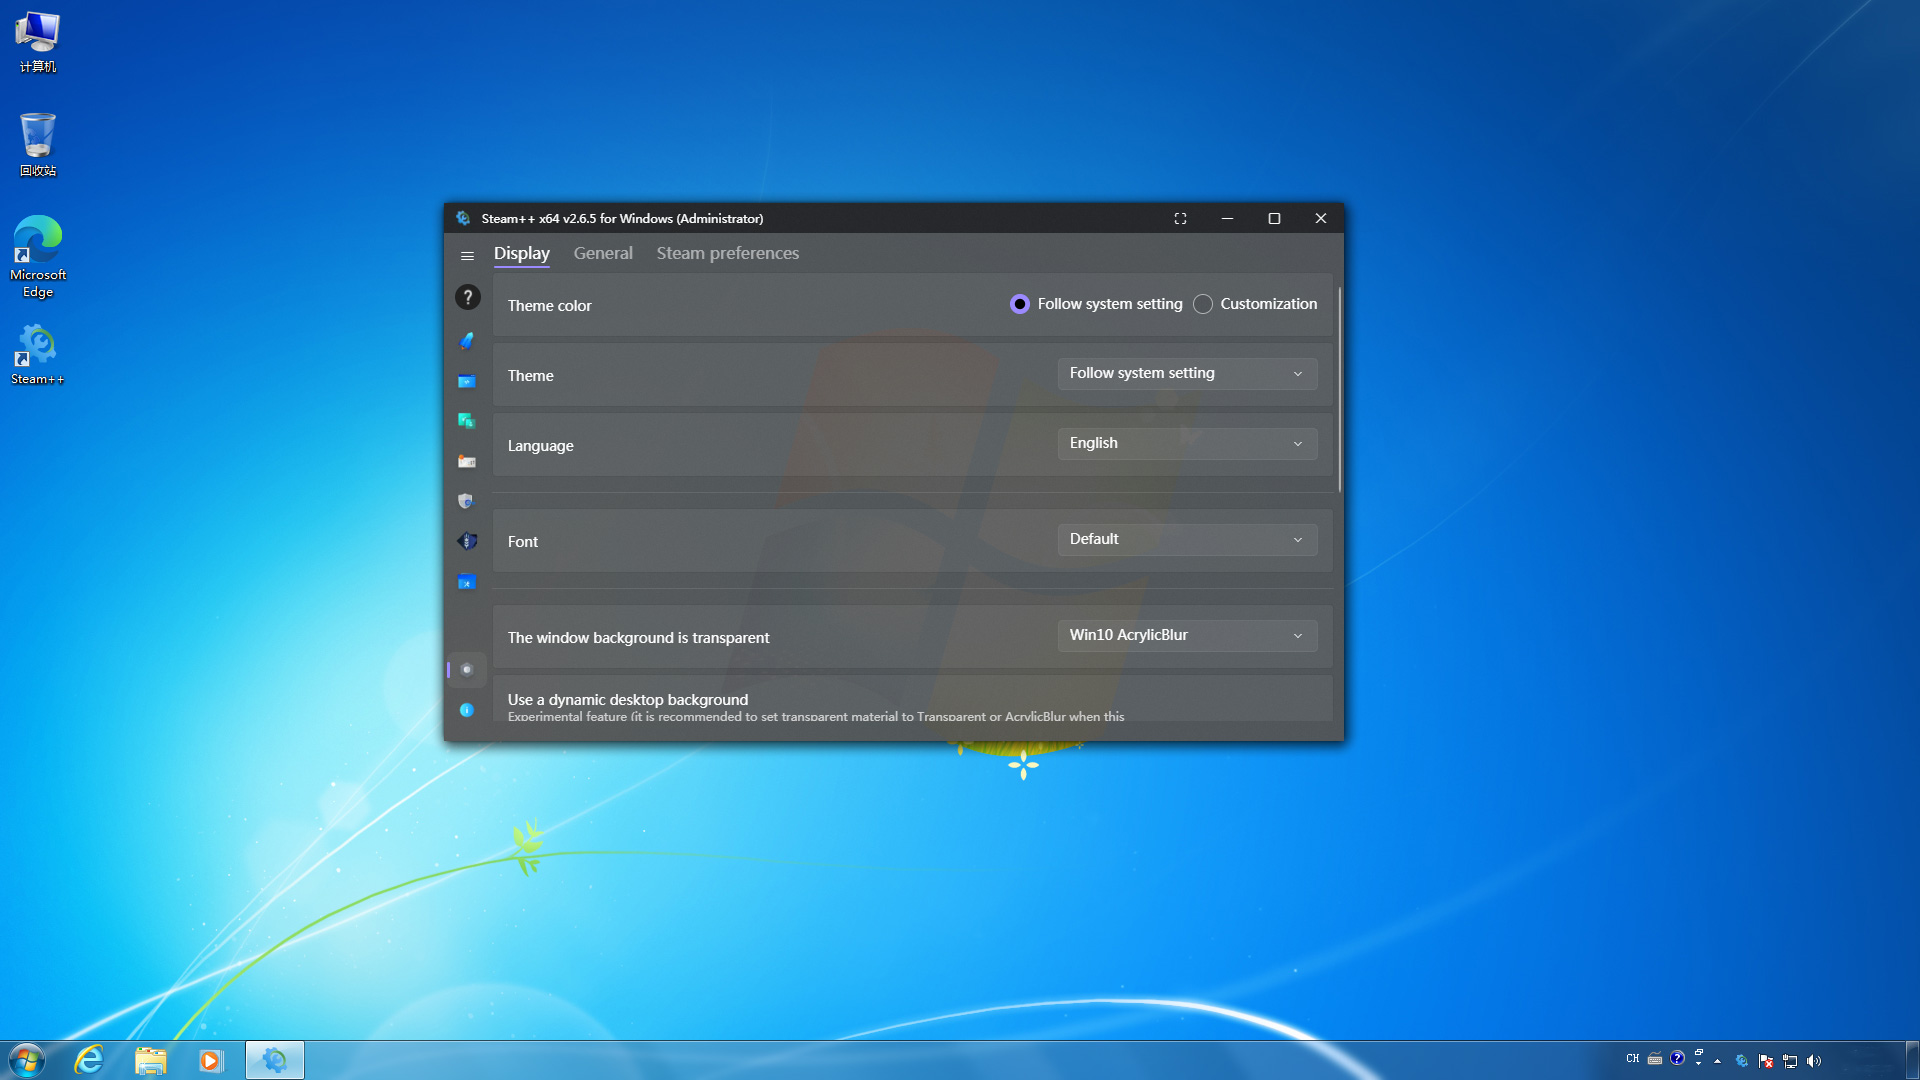 计算机
回收站
Microsoft
Edge
Steam++
Steam++ x64 v2.6.5 for Windows (Administrator)
Display General Steam preferences
Theme color Follow system setting Customization
Theme Follow system setting
Language English
Font Default
The window background is transparent Win10 AcrylicBlur
Use a dynamic desktop background
Experimental feature (it is recommended to set transparent material to Transparent or AcrylicBlur when this
CH